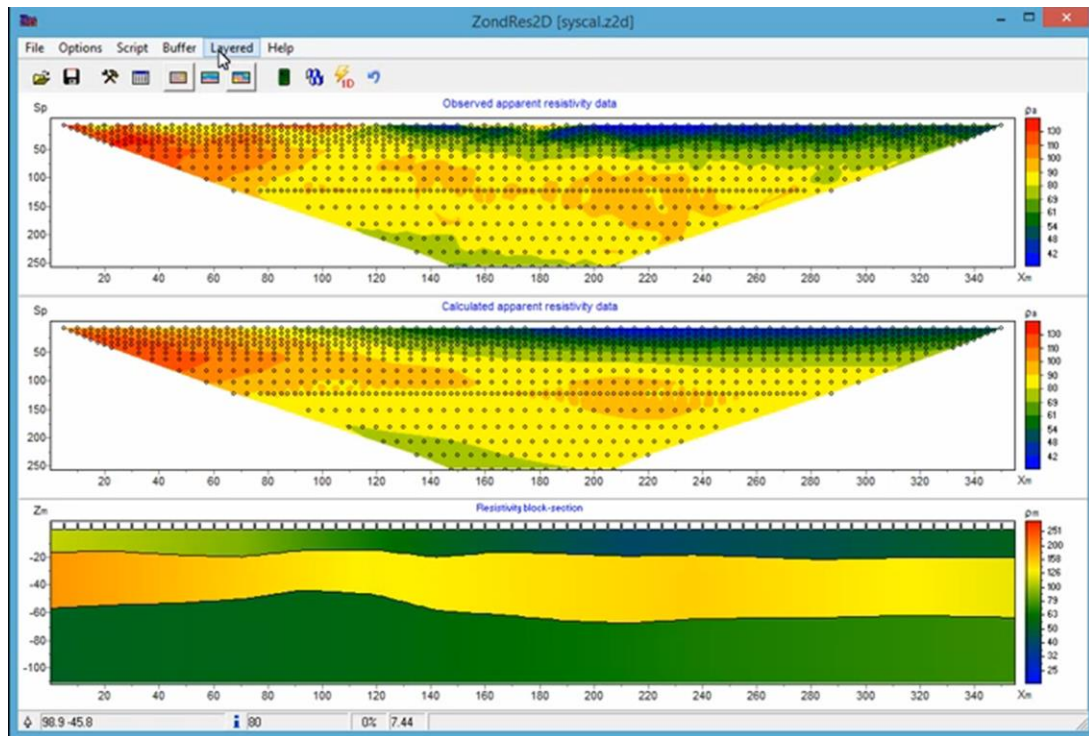 ZondRes2D [syscal.z2d]
File Options Script Buffer Layered Help
1D
Observed apparent resistivity data
Sp
ρa
50
100
150
200
250
130
110
100
90
80
69
61
54
48
42
20 40 60 80 100 120 140 160 180 200 220 240 260 280 300 320 340 Xm
Calculated apparent resistivity data
Sp
ρa
50
100
150
200
250
130
110
100
90
80
69
61
54
48
42
20 40 60 80 100 120 140 160 180 200 220 240 260 280 300 320 340 Xm
Resistivity block-section
Zm
ρm
-20
-40
-60
-80
-100
251
200
158
126
100
79
63
50
40
32
25
20 40 60 80 100 120 140 160 180 200 220 240 260 280 300 320 340 Xm
98.9 -45.8 80 0% 7.44